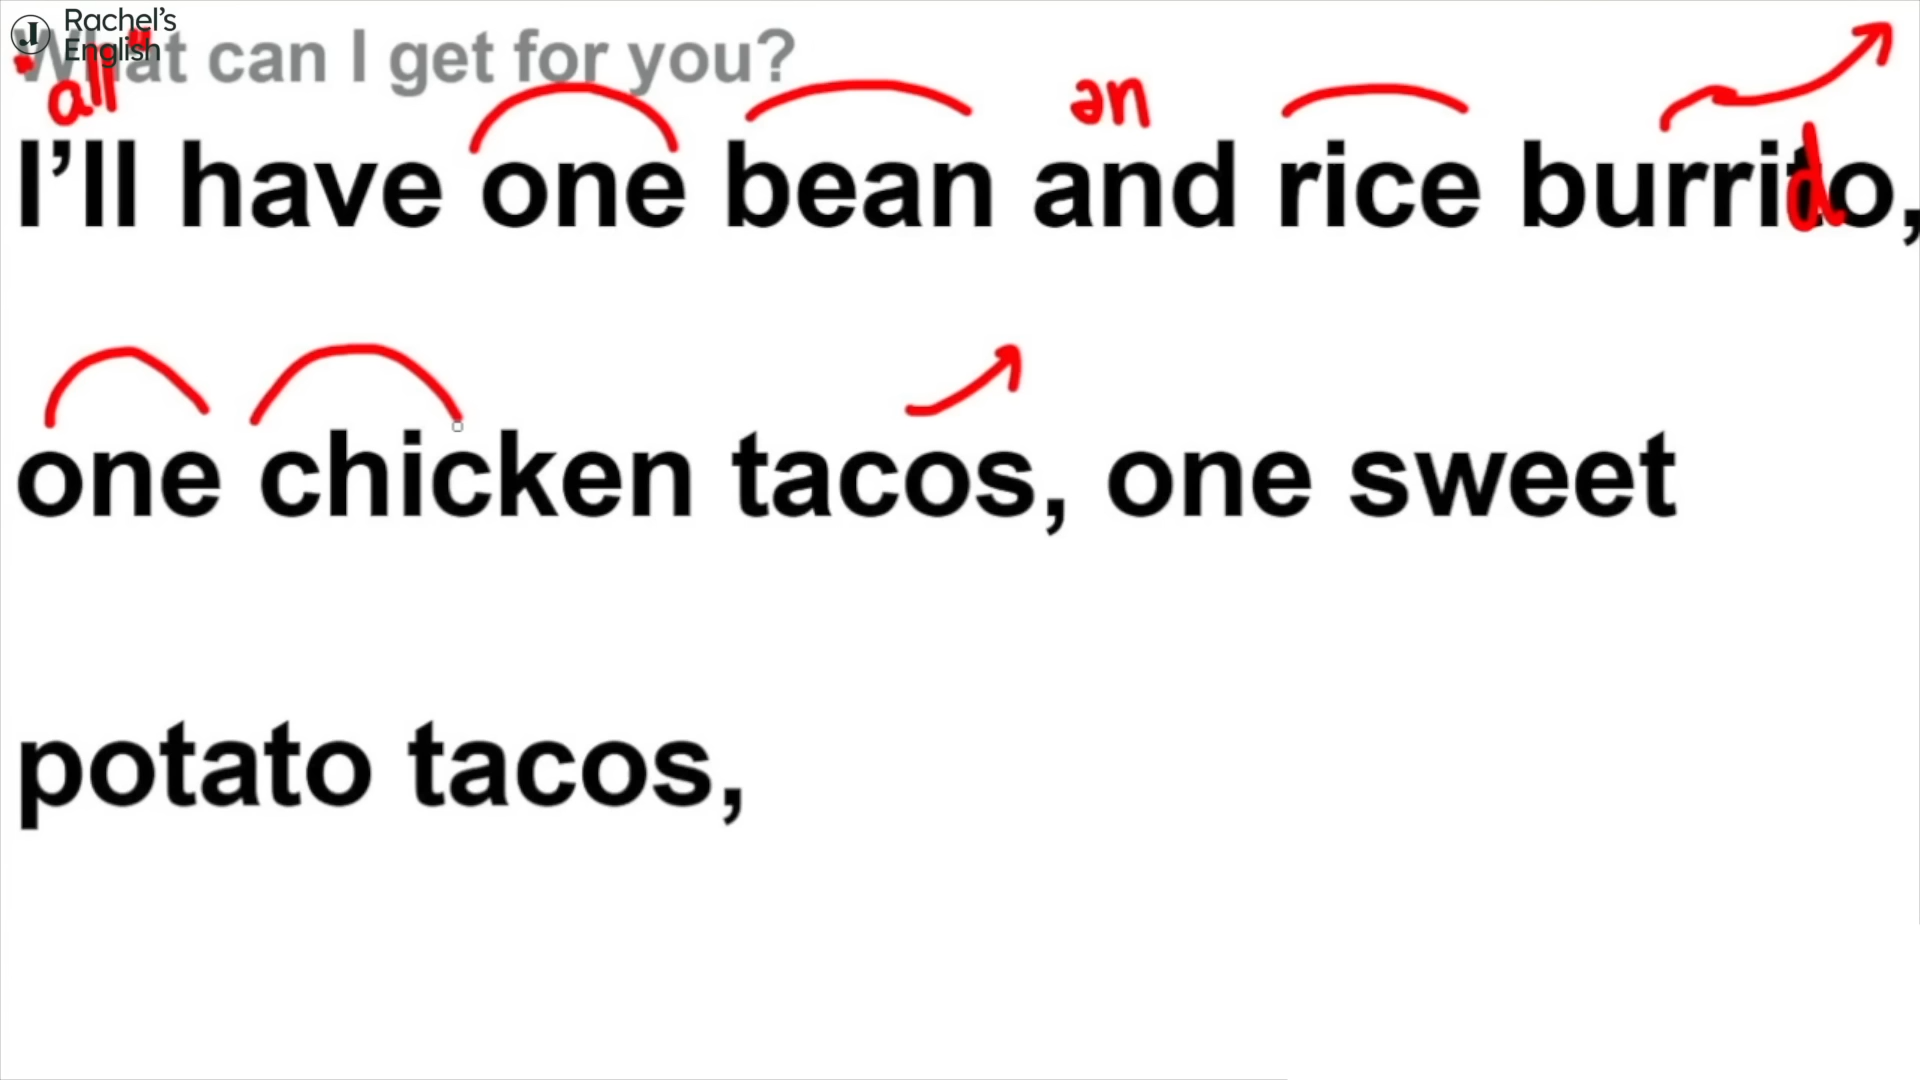 Rachel's
English
What can I get for you?
"all"
ən
I'll have one bean and rice burrito,
d
one chicken tacos, one sweet
potato tacos,